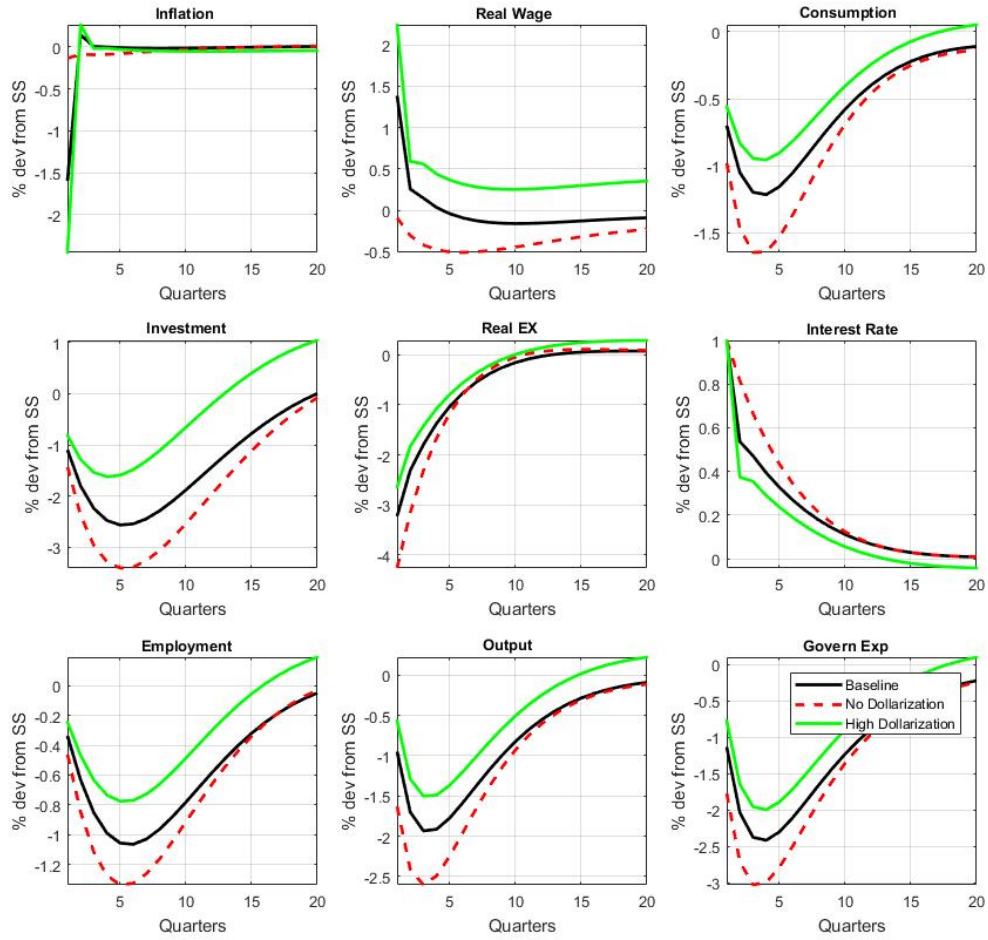 Inflation
% dev from SS
0
-0.5
-1
-1.5
-2
5
10
15
20
Quarters
Real Wage
% dev from SS
2
1.5
1
0.5
0
-0.5
5
10
15
20
Quarters
Consumption
% dev from SS
0
-0.5
-1
-1.5
5
10
15
20
Quarters
Investment
% dev from SS
1
0
-1
-2
-3
5
10
15
20
Quarters
Real EX
% dev from SS
0
-1
-2
-3
-4
5
10
15
20
Quarters
Interest Rate
% dev from SS
1
0.8
0.6
0.4
0.2
0
5
10
15
20
Quarters
Employment
% dev from SS
0
-0.2
-0.4
-0.6
-0.8
-1
-1.2
5
10
15
20
Quarters
Output
% dev from SS
0
-0.5
-1
-1.5
-2
-2.5
5
10
15
20
Quarters
Govern Exp
% dev from SS
0
-0.5
-1
-1.5
-2
-2.5
-3
5
10
15
20
Quarters
Baseline
No Dollarization
High Dollarization